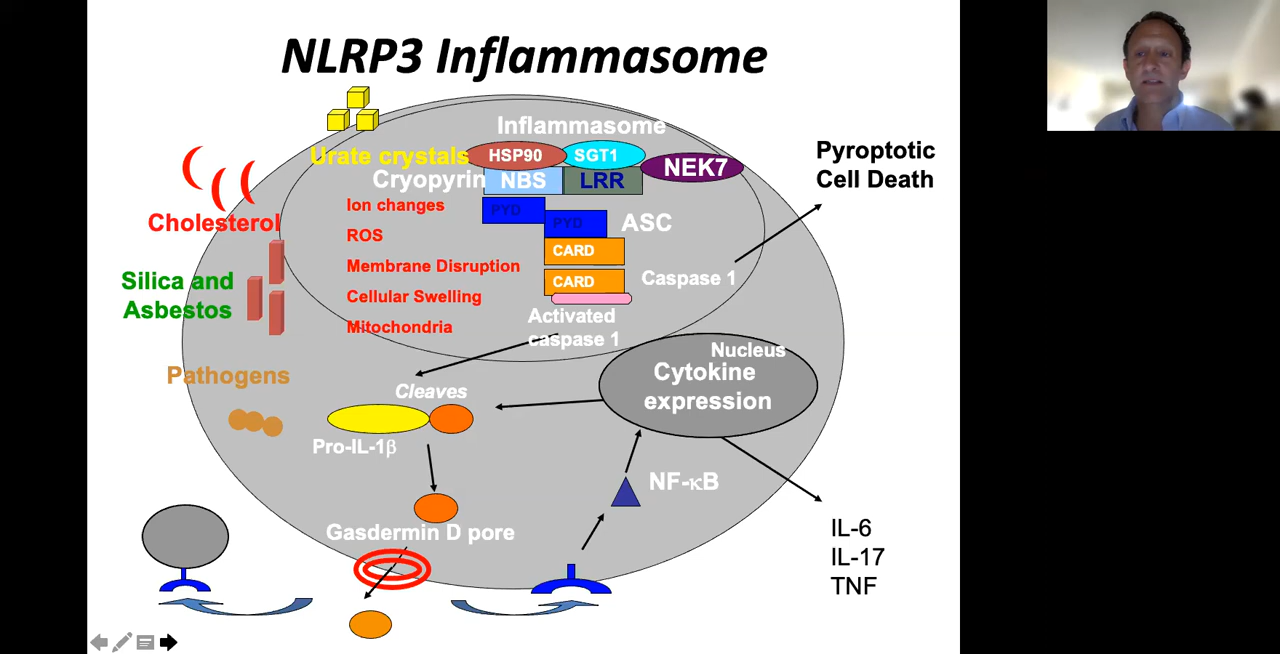 NLRP3 Inflammasome
Inflammasome
Urate crystals
HSP90
SGT1
NEK7
Cryopyrin
NBS
LRR
PYD
PYD
ASC
CARD
CARD
Caspase 1
Activated
caspase 1
Ion changes
ROS
Membrane Disruption
Cellular Swelling
Mitochondria
Cholesterol
Silica and
Asbestos
Pathogens
Pyroptotic
Cell Death
Nucleus
Cytokine
expression
Cleaves
Pro-IL-1β
NF-κB
Gasdermin D pore
IL-6
IL-17
TNF